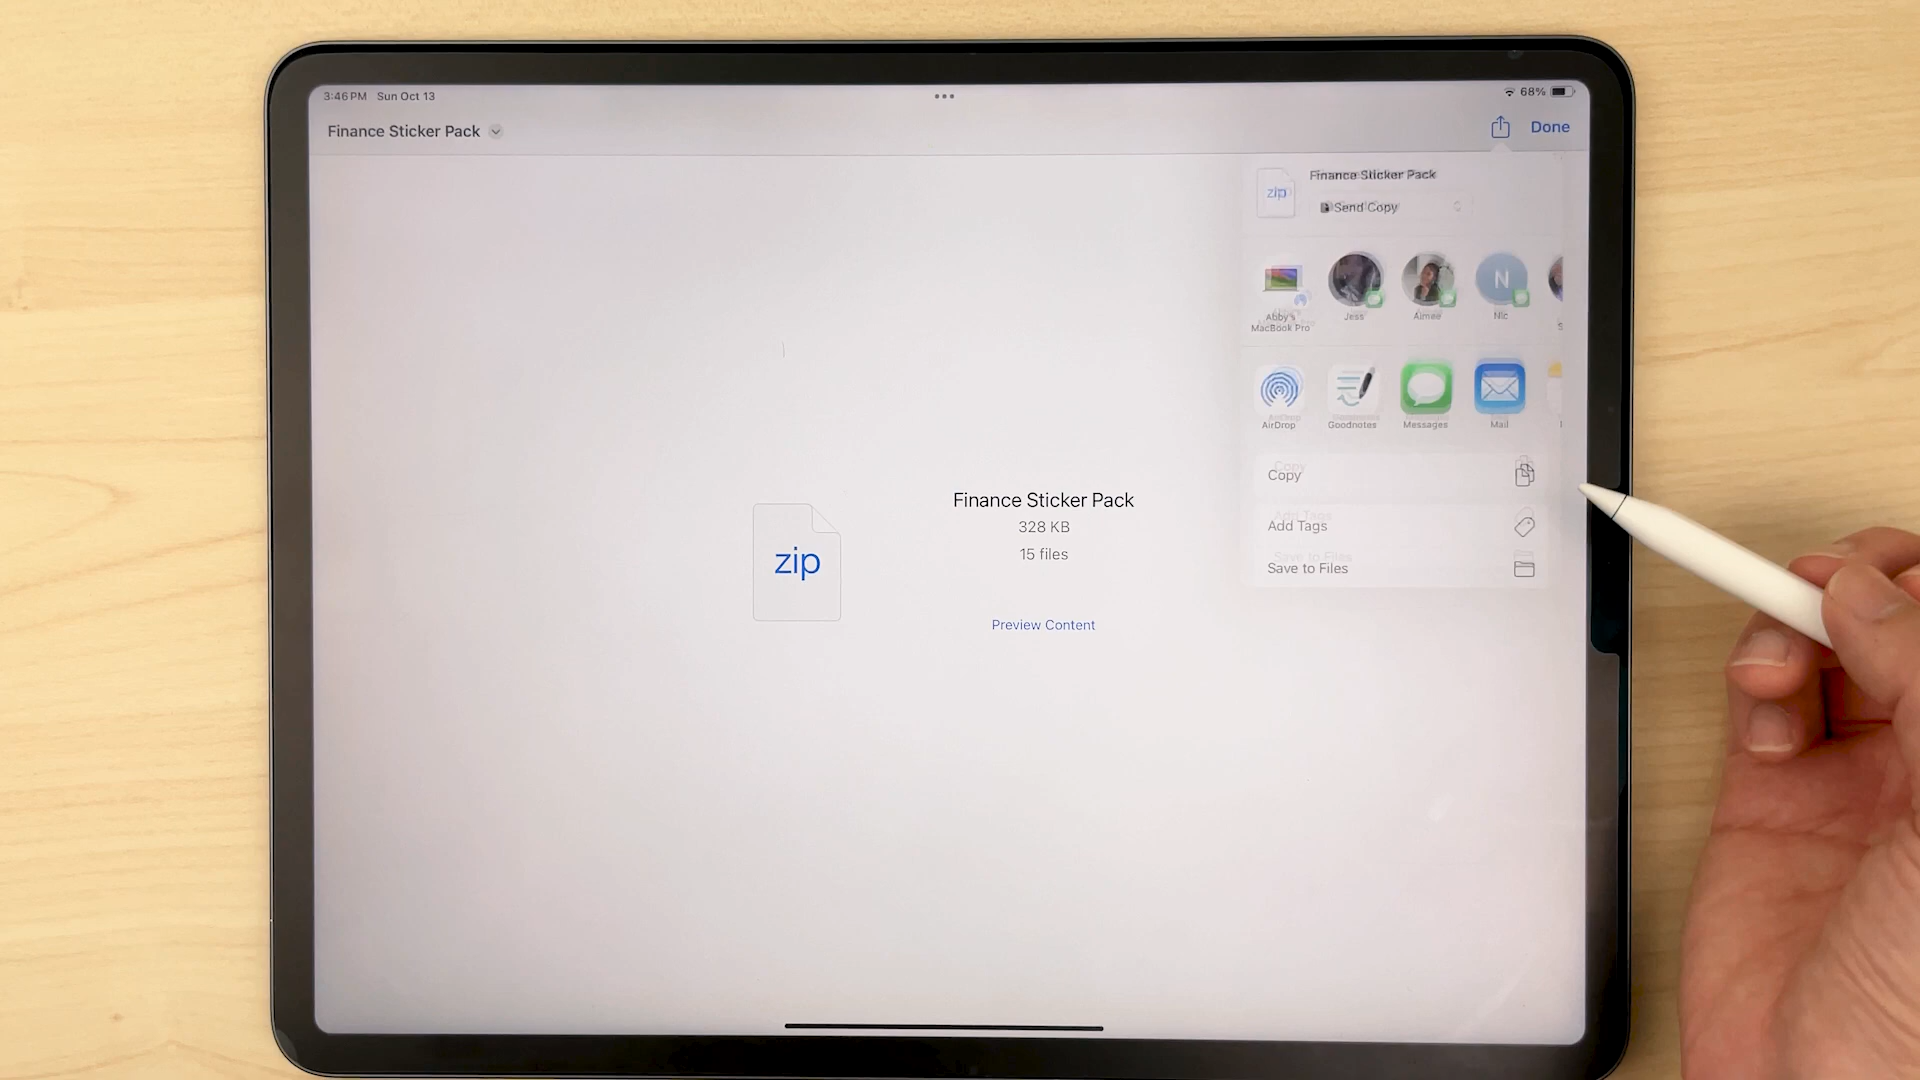 3:46 PM Sun Oct 13
68%
Finance Sticker Pack
Done
zip
Finance Sticker Pack
Send Copy
Abby's
MacBook Pro
Jess
Aimee
N
Nic
S
AirDrop
Goodnotes
Messages
Mail
Copy
Add Tags
Save to Files
zip
Finance Sticker Pack
328 KB
15 files
Preview Content